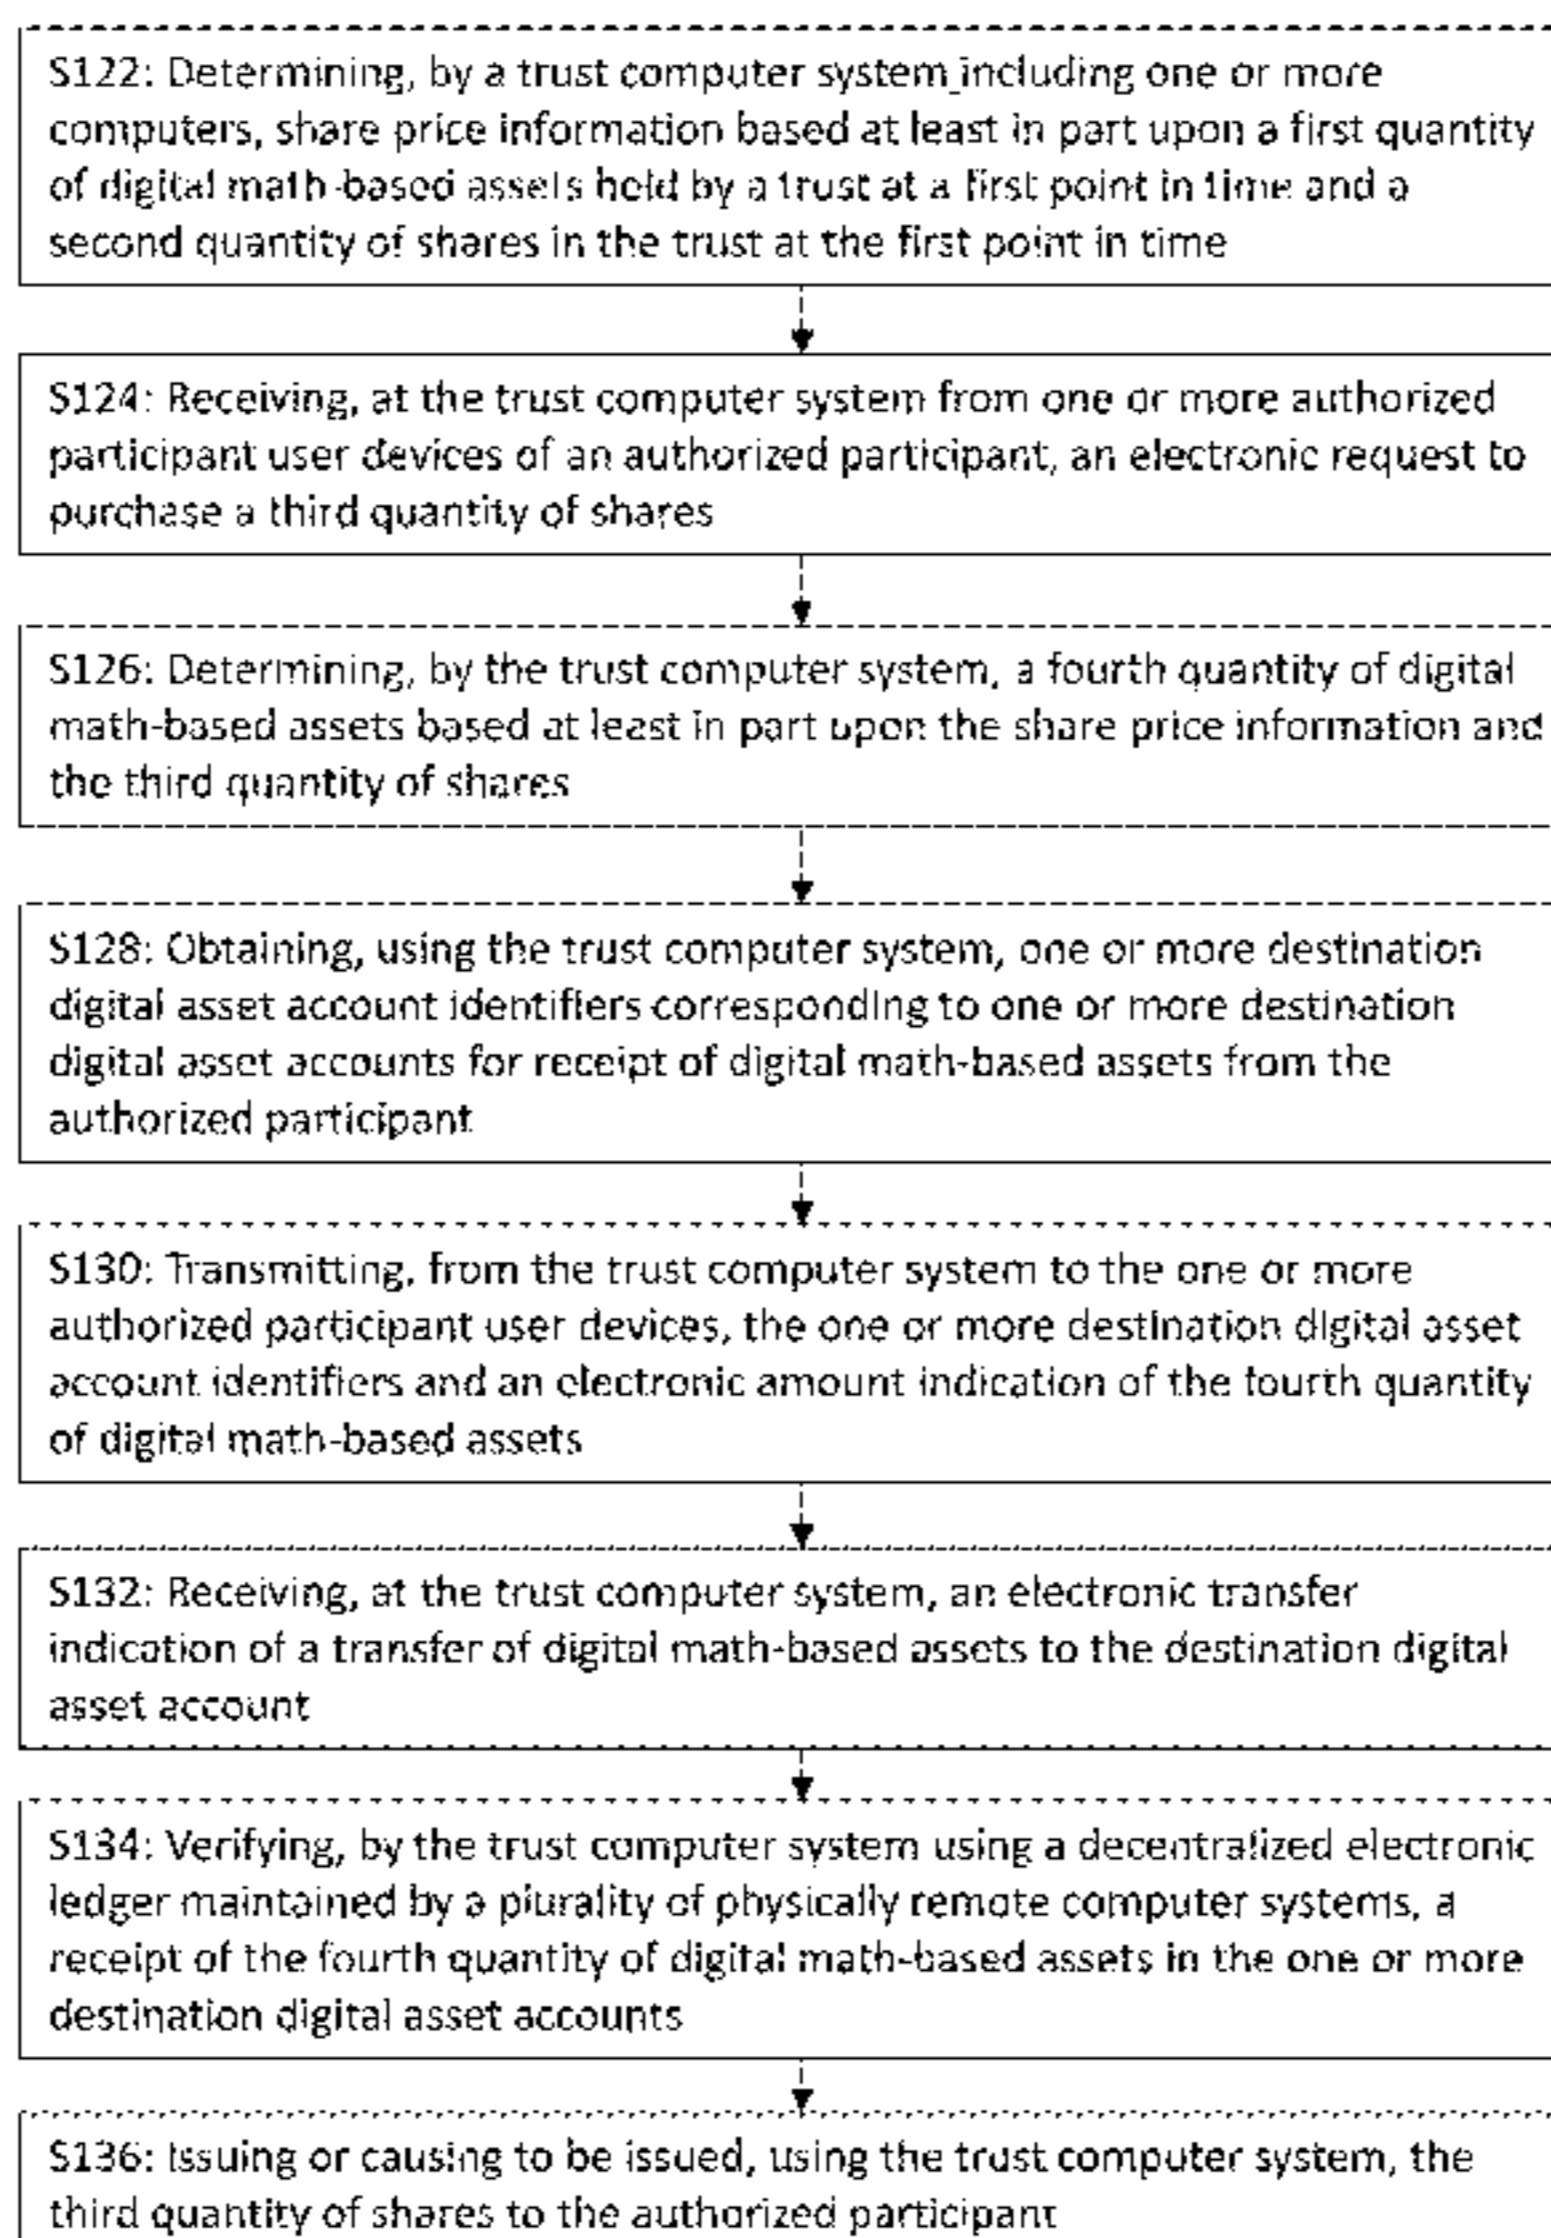 S122: Determining, by a trust computer system including one or more
computers, share price information based at least in part upon a first quantity
of digital math-based assets held by a trust at a first point in time and a
second quantity of shares in the trust at the first point in time
S124: Receiving, at the trust computer system from one or more authorized
participant user devices of an authorized participant, an electronic request to
purchase a third quantity of shares
S126: Determining, by the trust computer system, a fourth quantity of digital
math-based assets based at least in part upon the share price information and
the third quantity of shares
S128: Obtaining, using the trust computer system, one or more destination
digital asset account identifiers corresponding to one or more destination
digital asset accounts for receipt of digital math-based assets from the
authorized participant
S130: Transmitting, from the trust computer system to the one or more
authorized participant user devices, the one or more destination digital asset
account identifiers and an electronic amount indication of the fourth quantity
of digital math-based assets
S132: Receiving, at the trust computer system, an electronic transfer
indication of a transfer of digital math-based assets to the destination digital
asset account
S134: Verifying, by the trust computer system using a decentralized electronic
ledger maintained by a plurality of physically remote computer systems, a
receipt of the fourth quantity of digital math-based assets in the one or more
destination digital asset accounts
S136: Issuing or causing to be issued, using the trust computer system, the
third quantity of shares to the authorized participant